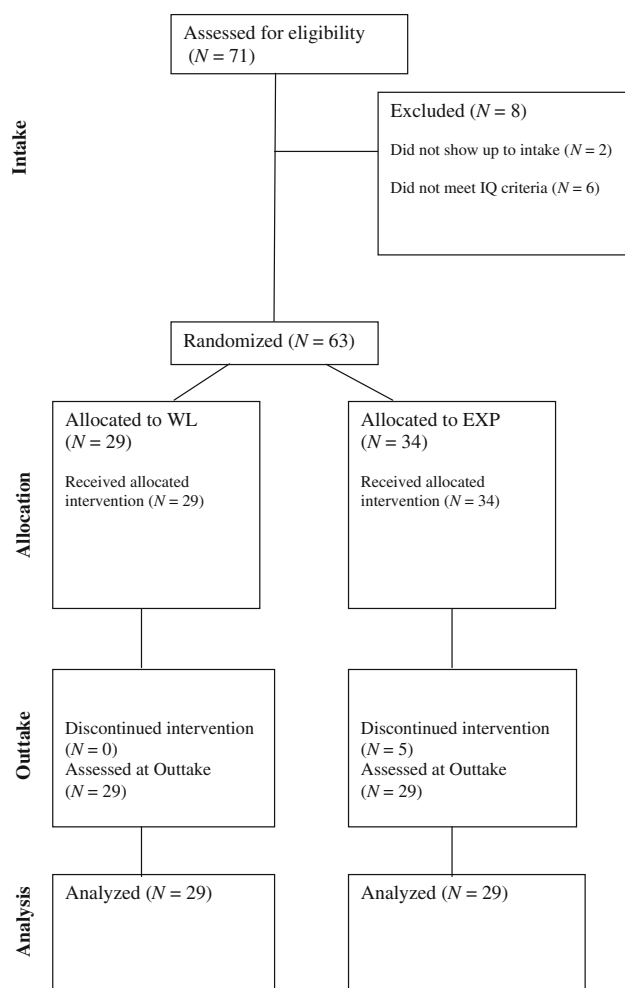 Assessed for eligibility
(N = 71)
Intake
Excluded (N = 8)
Did not show up to intake (N = 2)
Did not meet IQ criteria (N = 6)
Randomized (N = 63)
Allocation
Allocated to WL
(N = 29)
Received allocated
intervention (N = 29)
Allocated to EXP
(N = 34)
Received allocated
intervention (N = 34)
Outtake
Discontinued intervention
(N = 0)
Assessed at Outtake
(N = 29)
Discontinued intervention
(N = 5)
Assessed at Outtake
(N = 29)
Analysis
Analyzed (N = 29)
Analyzed (N = 29)